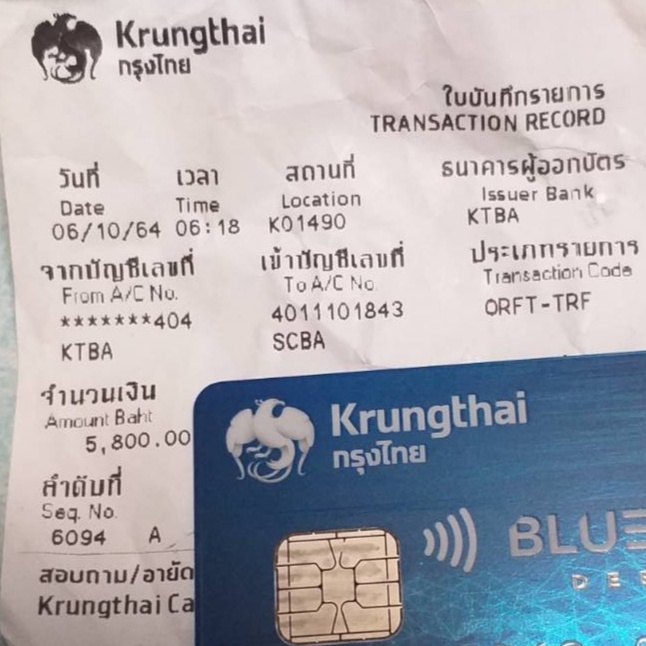 Krungthai
กรุงไทย
ใบบันทึกรายการ
TRANSACTION RECORD
วันที่ เวลา สถานที่ ธนาคารผู้ออกบัตร
Date Time Location Issuer Bank
06/10/64 06:18 K01490 KTBA
จากบัญชีเลขที่ เข้าบัญชีเลขที่ ประเภทรายการ
From A/C No. To A/C No. Transaction Code
*******404 4011101843 ORFT-TRF
KTBA SCBA
จำนวนเงิน
Amount Baht
5,800.00
ลำดับที่
Seq. No.
6094 A
สอบถาม/อายัด
Krungthai Ca
Krungthai
กรุงไทย
BLUE
DE